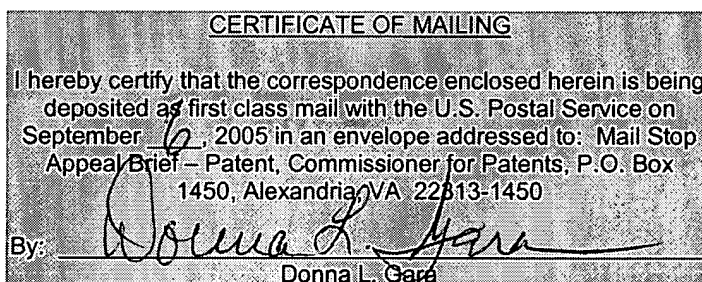 CERTIFICATE OF MAILING
I hereby certify that the correspondence enclosed herein is being
deposited as first class mail with the U.S. Postal Service on
September 6, 2005 in an envelope addressed to: Mail Stop
Appeal Brief – Patent, Commissioner for Patents, P.O. Box
1450, Alexandria, VA 22313-1450
By: Donna L. Gara
Donna L. Gara